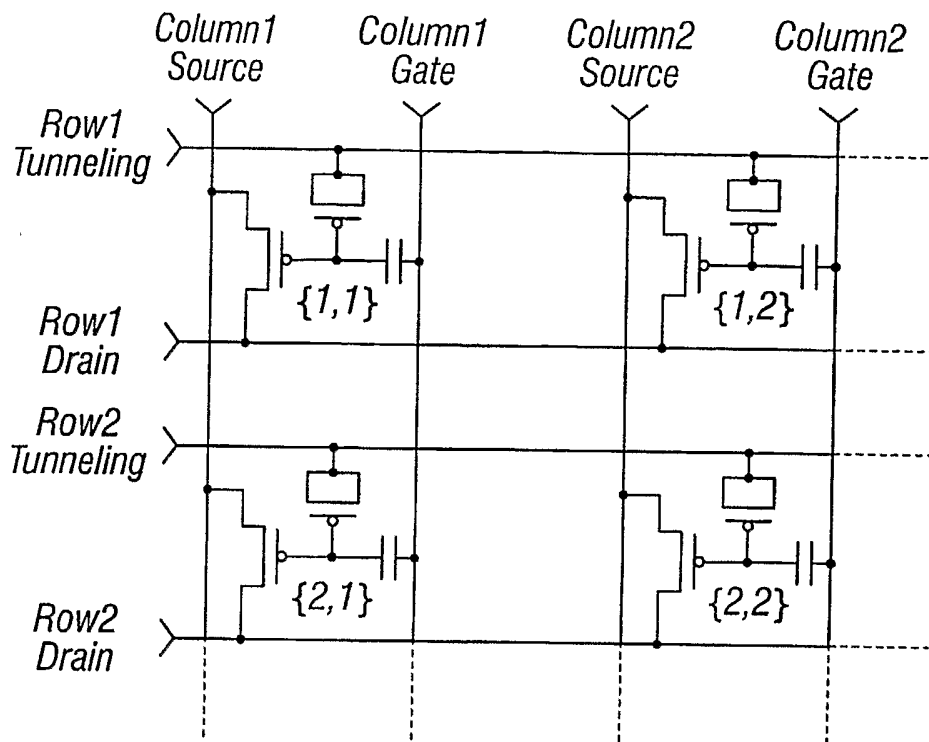 Column1
Source
Column1
Gate
Column2
Source
Column2
Gate
Row1
Tunneling
{1,1}
{1,2}
Row1
Drain
Row2
Tunneling
{2,1}
{2,2}
Row2
Drain